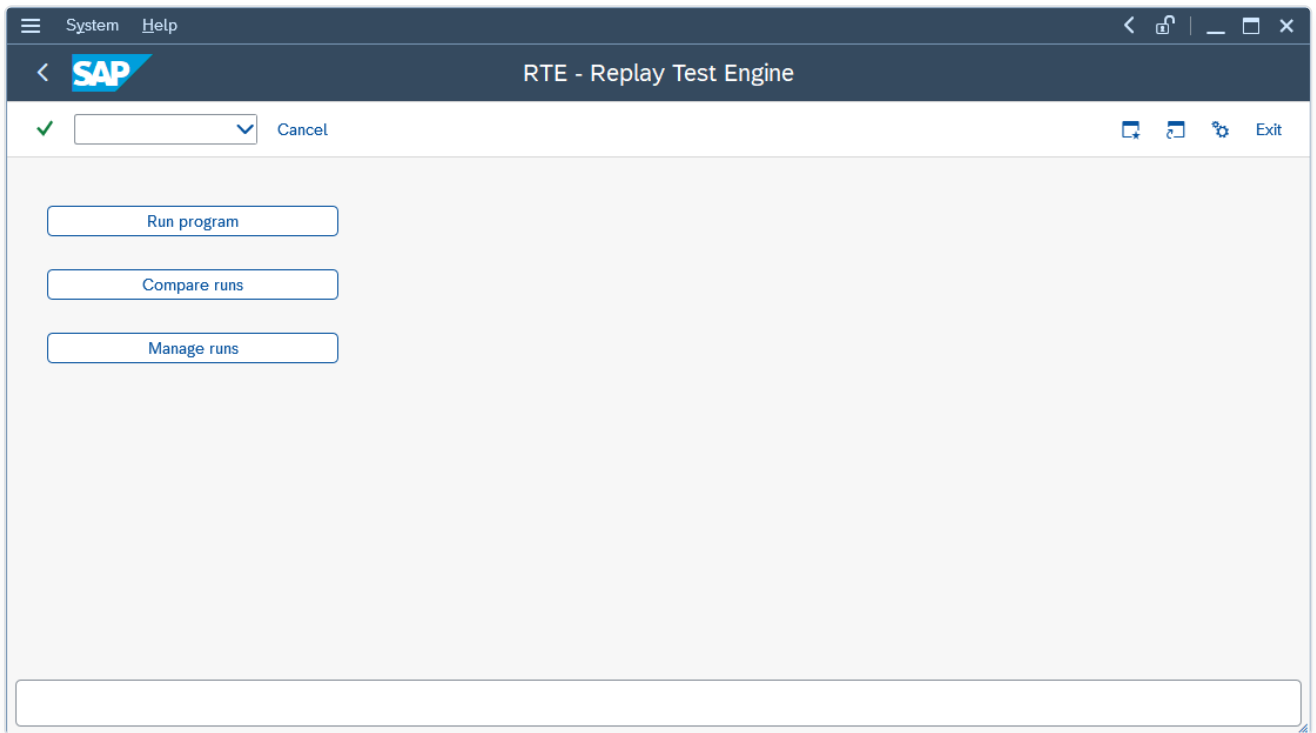 System Help
SAP
RTE - Replay Test Engine
Cancel
Exit
Run program
Compare runs
Manage runs